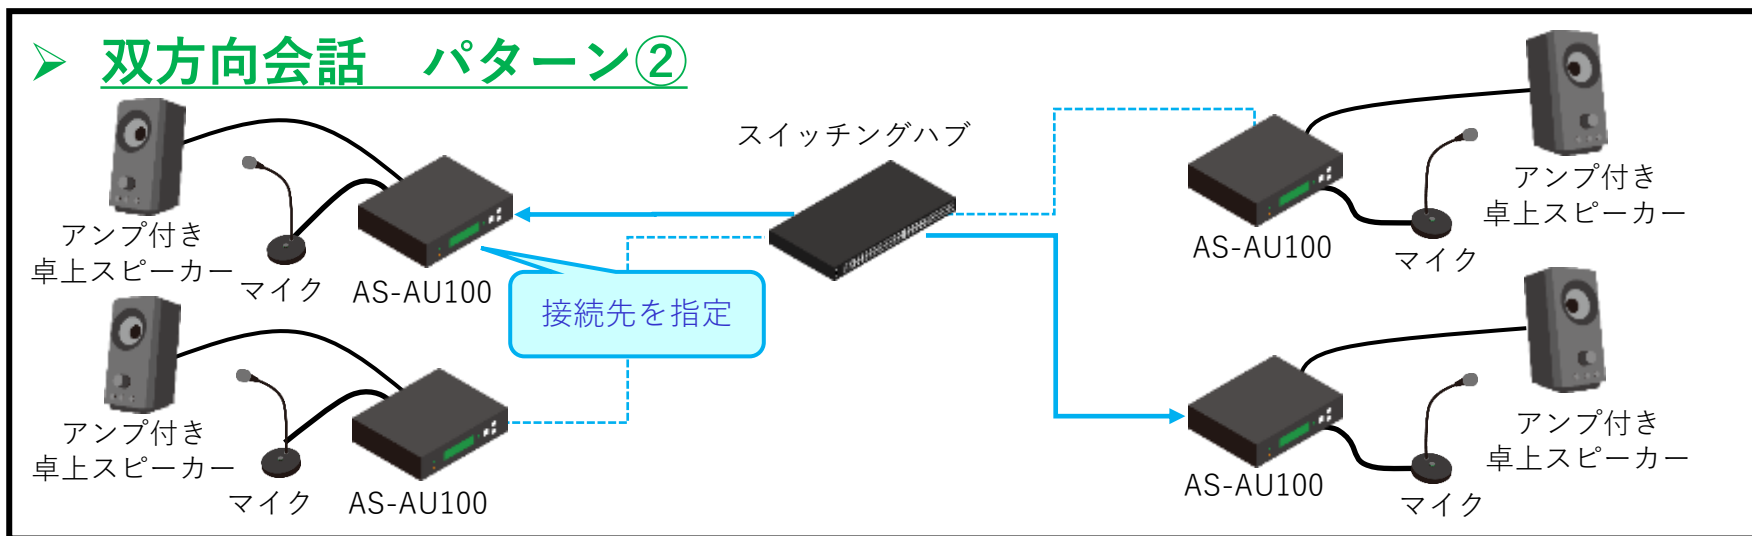 ➢ 双方向会話　パターン②
スイッチングハブ
アンプ付き
卓上スピーカー
マイク
AS-AU100
接続先を指定
アンプ付き
卓上スピーカー
マイク
AS-AU100
アンプ付き
卓上スピーカー
AS-AU100
マイク
アンプ付き
卓上スピーカー
AS-AU100
マイク